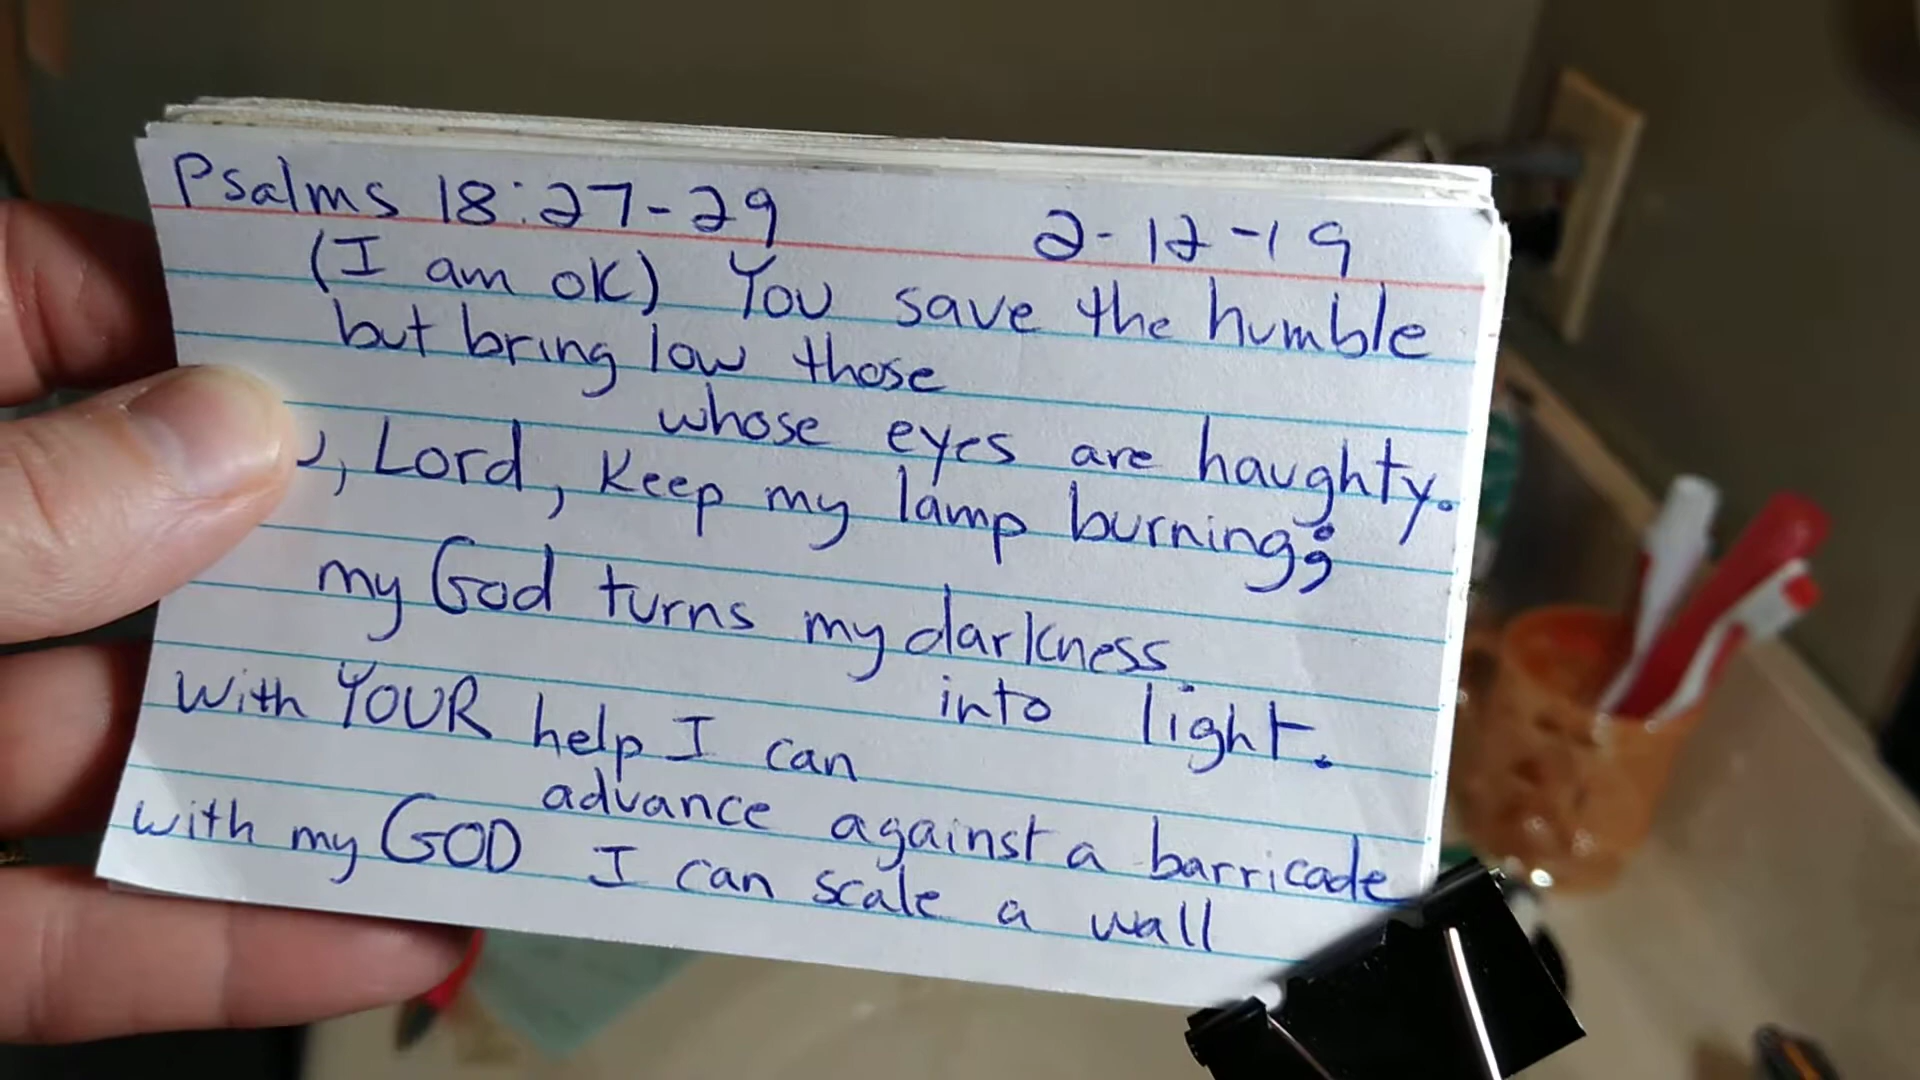 Psalms 18:27-29 2-12-19
(I am OK) You save the humble
but bring low those
whose eyes are haughty.
, Lord, Keep my lamp burning;
my God turns my darkness
into light.
With YOUR help I can
advance against a barricade
with my GOD I can scale a wall